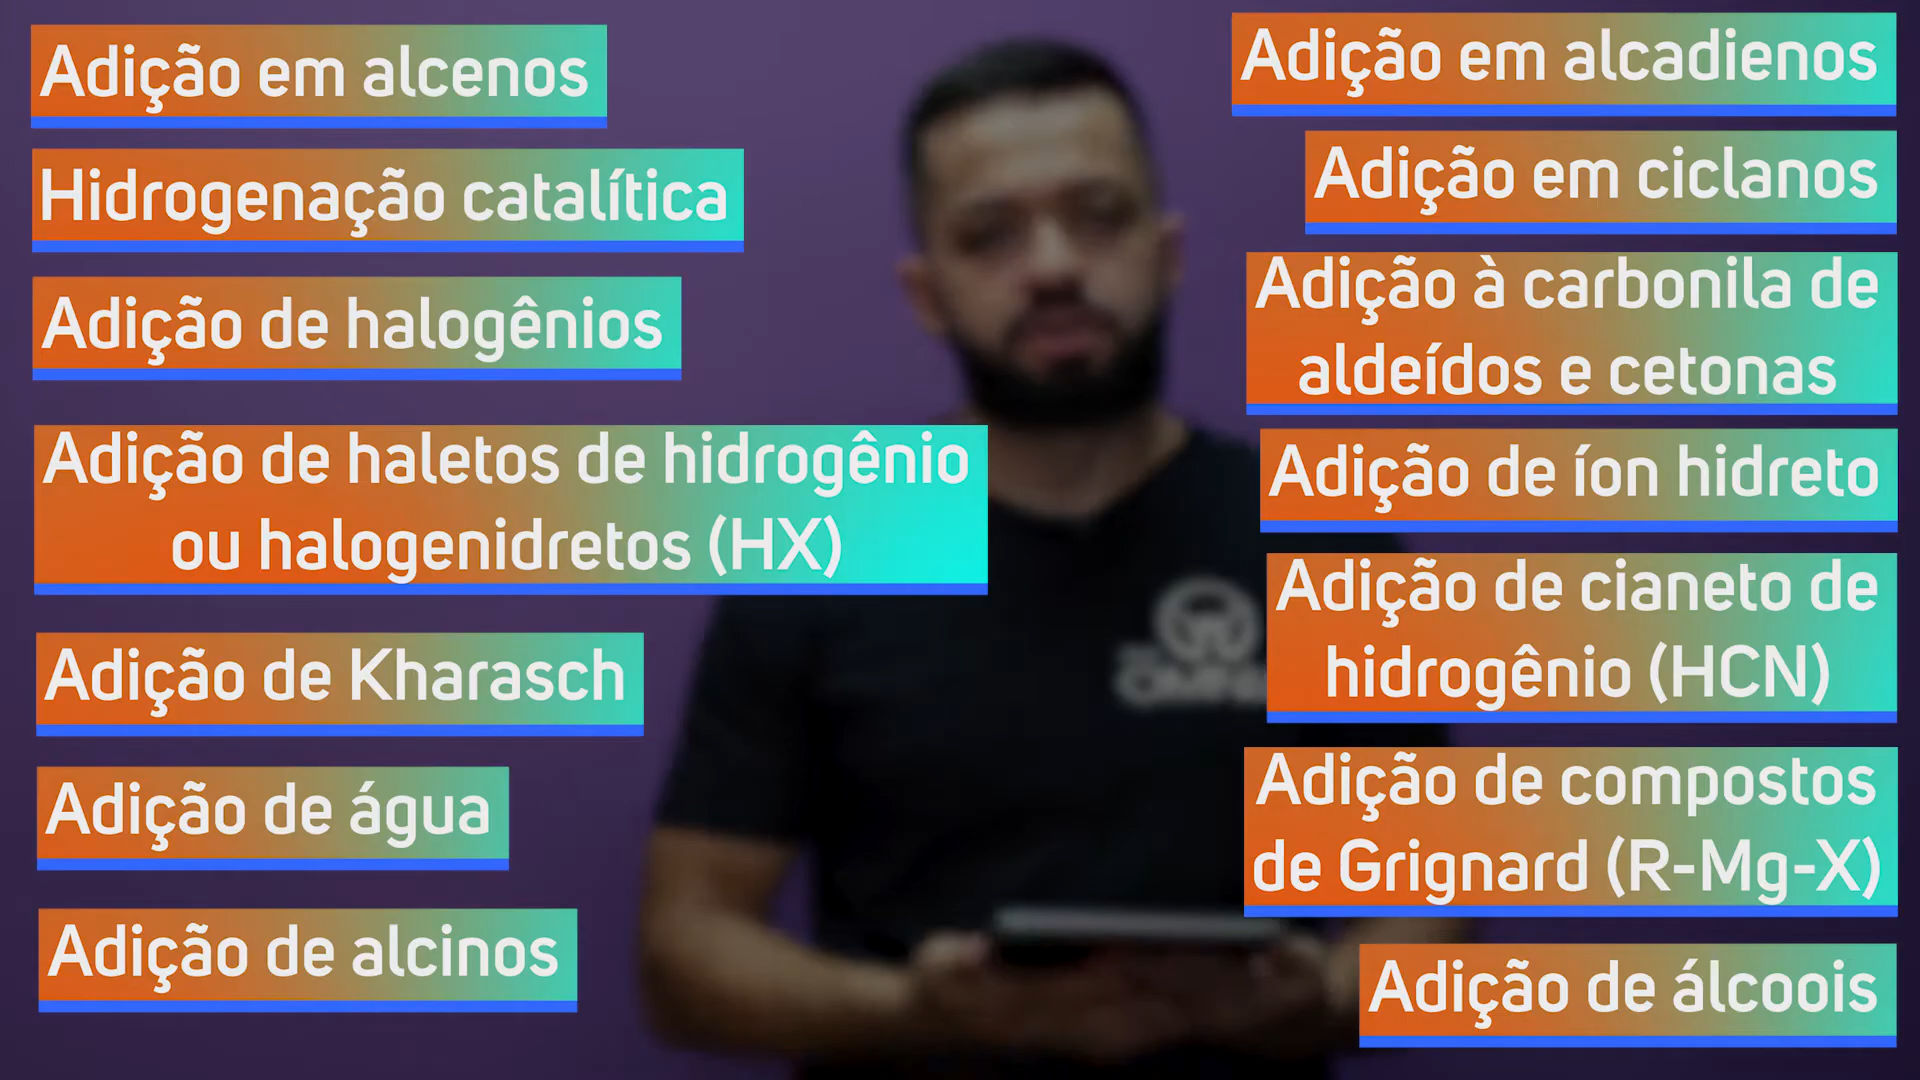 Adição em alcenos
Hidrogenação catalítica
Adição de halogênios
Adição de haletos de hidrogênio
ou halogenidretos (HX)
Adição de Kharasch
Adição de água
Adição de alcinos
Adição em alcadienos
Adição em ciclanos
Adição à carbonila de
aldeídos e cetonas
Adição de íon hidreto
Adição de cianeto de
hidrogênio (HCN)
Adição de compostos
de Grignard (R-Mg-X)
Adição de álcoois